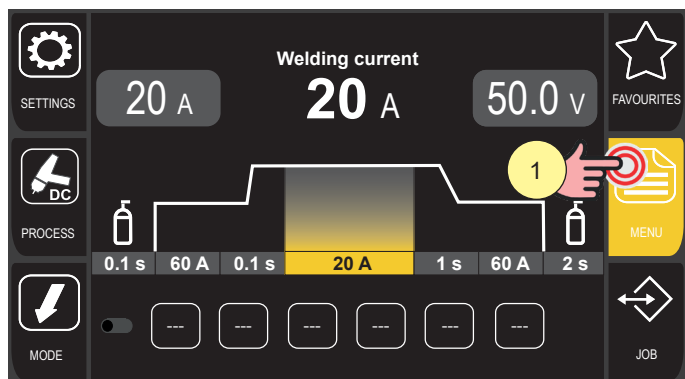 SETTINGS
Welding current
20 A
20 A
50.0 V
FAVOURITES
DC
PROCESS
1
MENU
0.1 s 60 A 0.1 s 20 A 1 s 60 A 2 s
MODE
--- --- --- --- --- ---
JOB